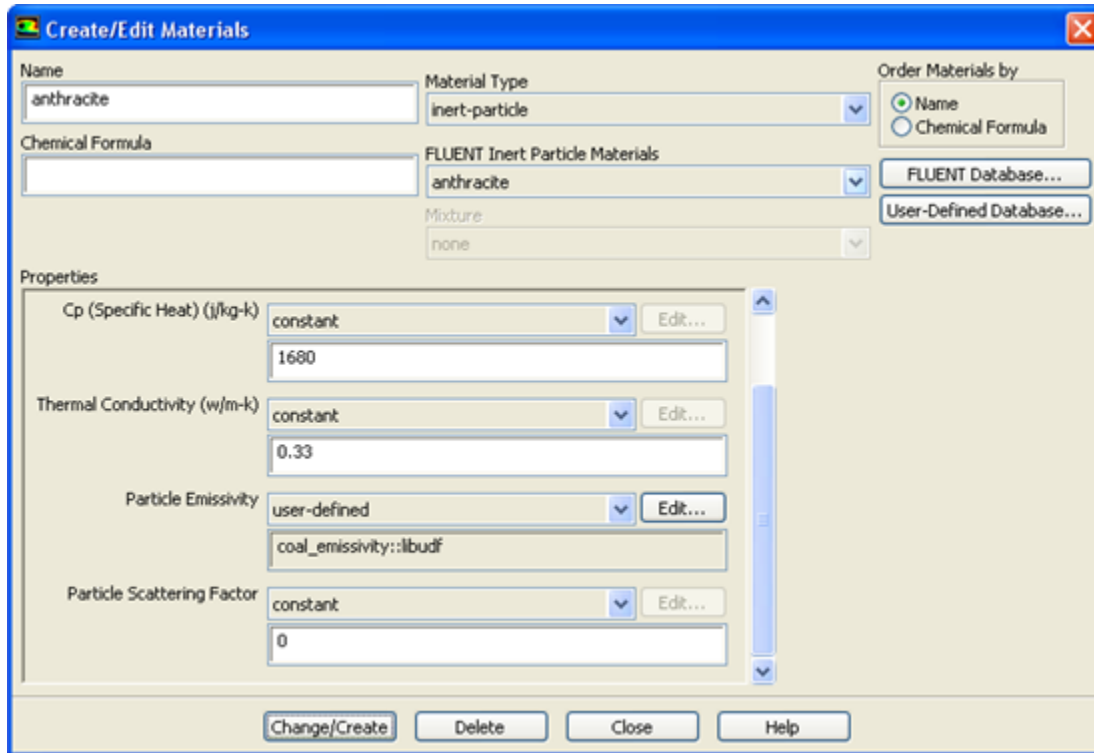 Create/Edit Materials
Name
anthracite
Chemical Formula
Material Type
inert-particle
FLUENT Inert Particle Materials
anthracite
Mixture
none
Order Materials by
Name
Chemical Formula
FLUENT Database...
User-Defined Database...
Properties
Cp (Specific Heat) (j/kg-k)
constant
Edit...
1680
Thermal Conductivity (w/m-k)
constant
Edit...
0.33
Particle Emissivity
user-defined
Edit...
coal_emissivity::libudf
Particle Scattering Factor
constant
Edit...
0
Change/Create
Delete
Close
Help